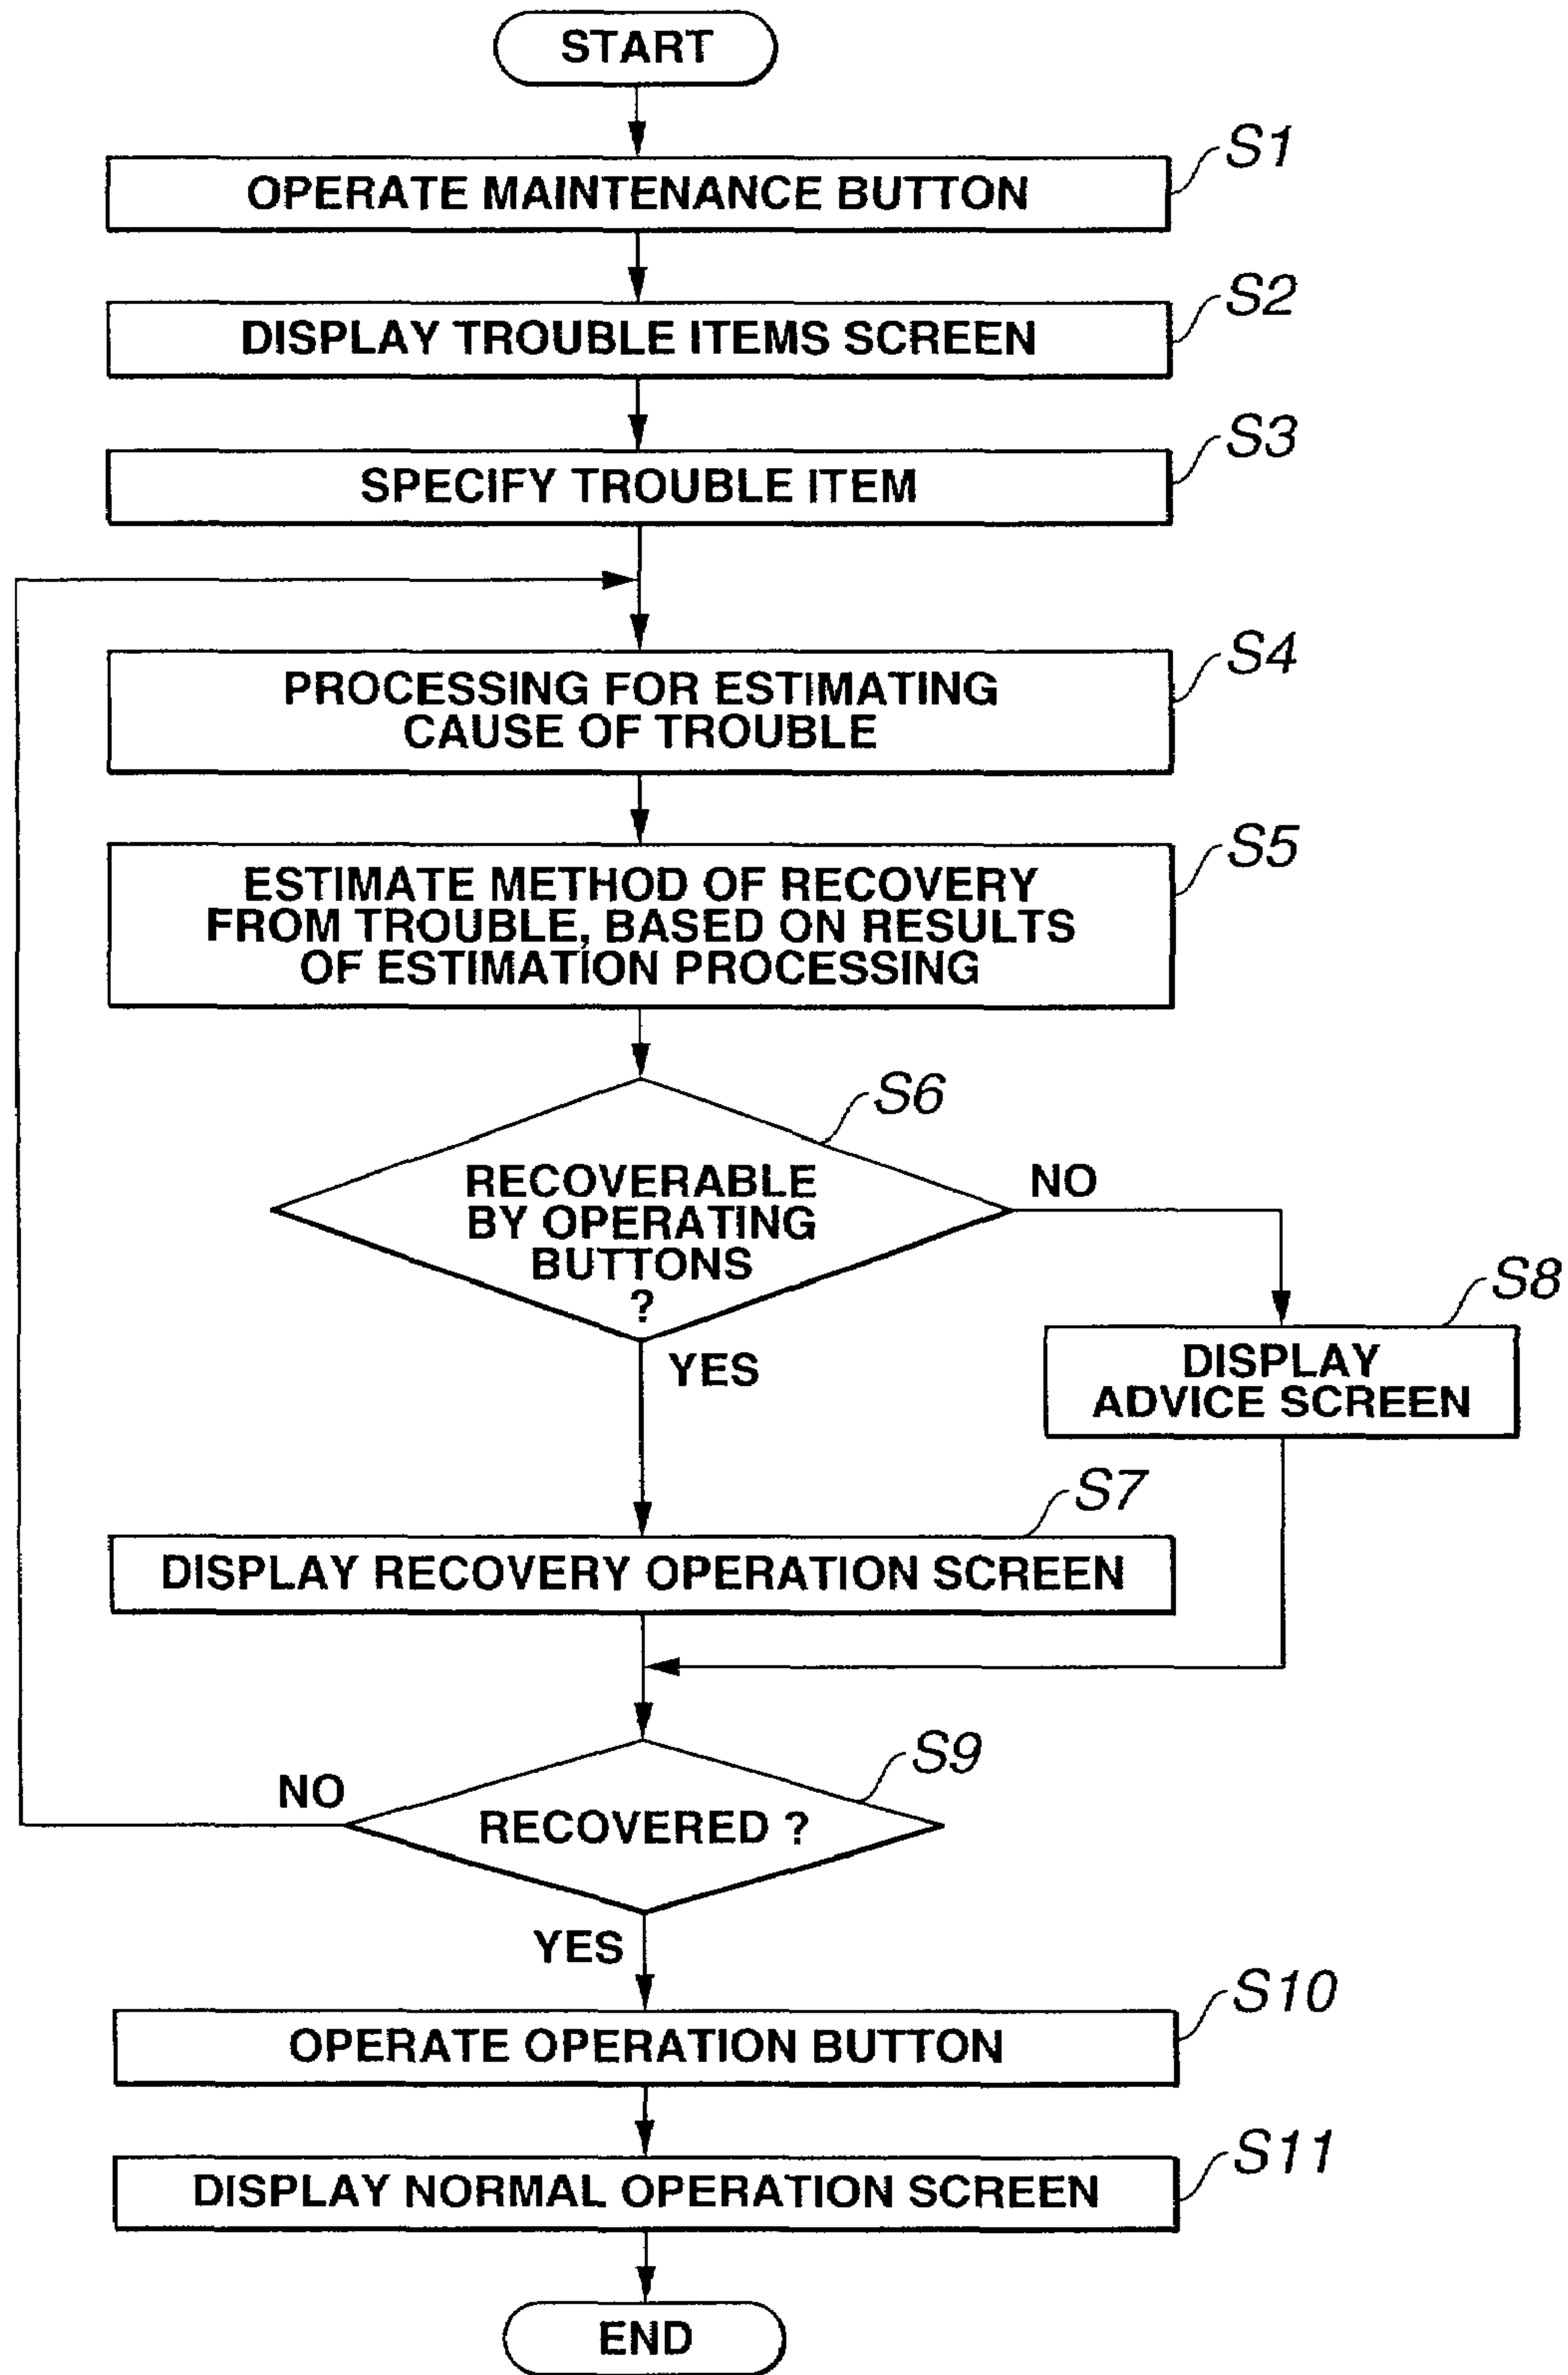 START
S1
OPERATE MAINTENANCE BUTTON
S2
DISPLAY TROUBLE ITEMS SCREEN
S3
SPECIFY TROUBLE ITEM
S4
PROCESSING FOR ESTIMATING
CAUSE OF TROUBLE
S5
ESTIMATE METHOD OF RECOVERY
FROM TROUBLE, BASED ON RESULTS
OF ESTIMATION PROCESSING
S6
RECOVERABLE
BY OPERATING
BUTTONS
?
NO
YES
S8
DISPLAY
ADVICE SCREEN
S7
DISPLAY RECOVERY OPERATION SCREEN
S9
NO
RECOVERED ?
YES
S10
OPERATE OPERATION BUTTON
S11
DISPLAY NORMAL OPERATION SCREEN
END